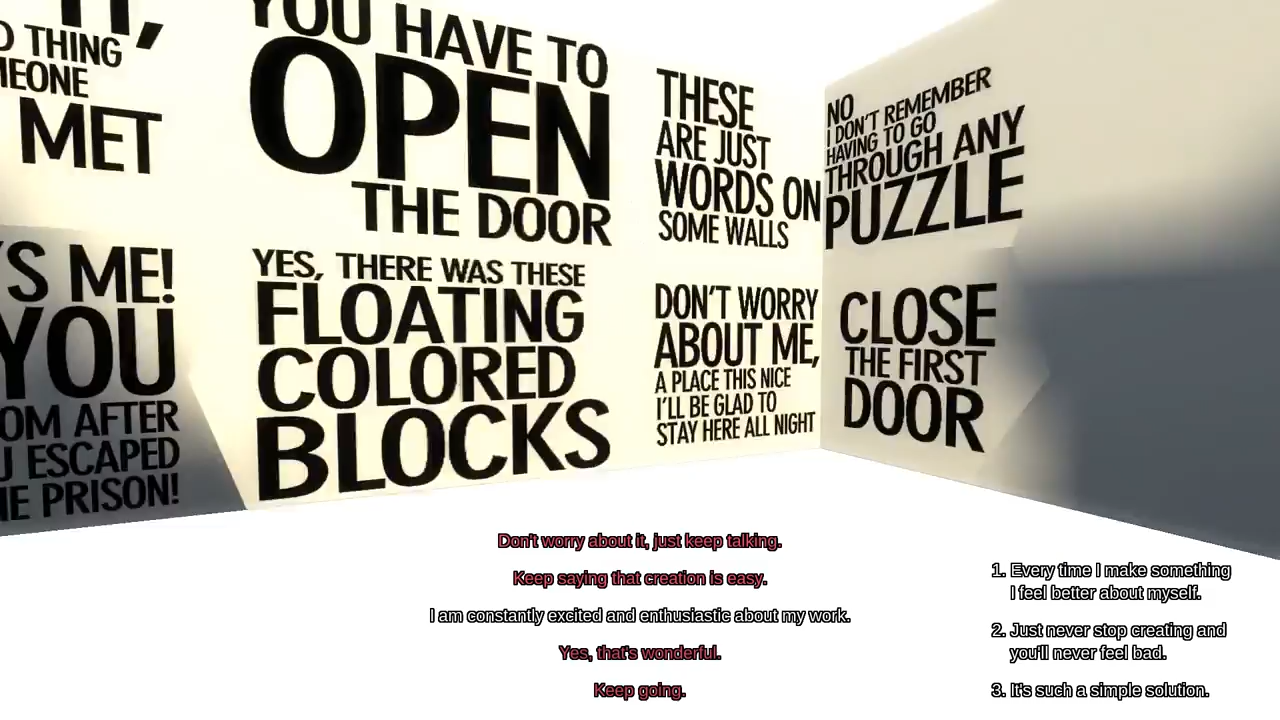 IT,
THING
MET
YOU HAVE TO
OPEN
THE DOOR
THESE
ARE JUST
WORDS ON
SOME WALLS
NO
I DON'T REMEMBER
HAVING TO GO
THROUGH ANY
PUZZLE
ME!
YOU
AFTER
ESCAPED
PRISON!
YES, THERE WAS THESE
FLOATING
COLORED
BLOCKS
DON'T WORRY
ABOUT ME,
A PLACE THIS NICE
I'LL BE GLAD TO
STAY HERE ALL NIGHT
CLOSE
THE FIRST
DOOR
Don't worry about it, just keep talking.
Keep saying that creation is easy.
I am constantly excited and enthusiastic about my work.
Yes, that's wonderful.
Keep going.
1. Every time I make something
I feel better about myself.
2. Just never stop creating and
you'll never feel bad.
3. It's such a simple solution.